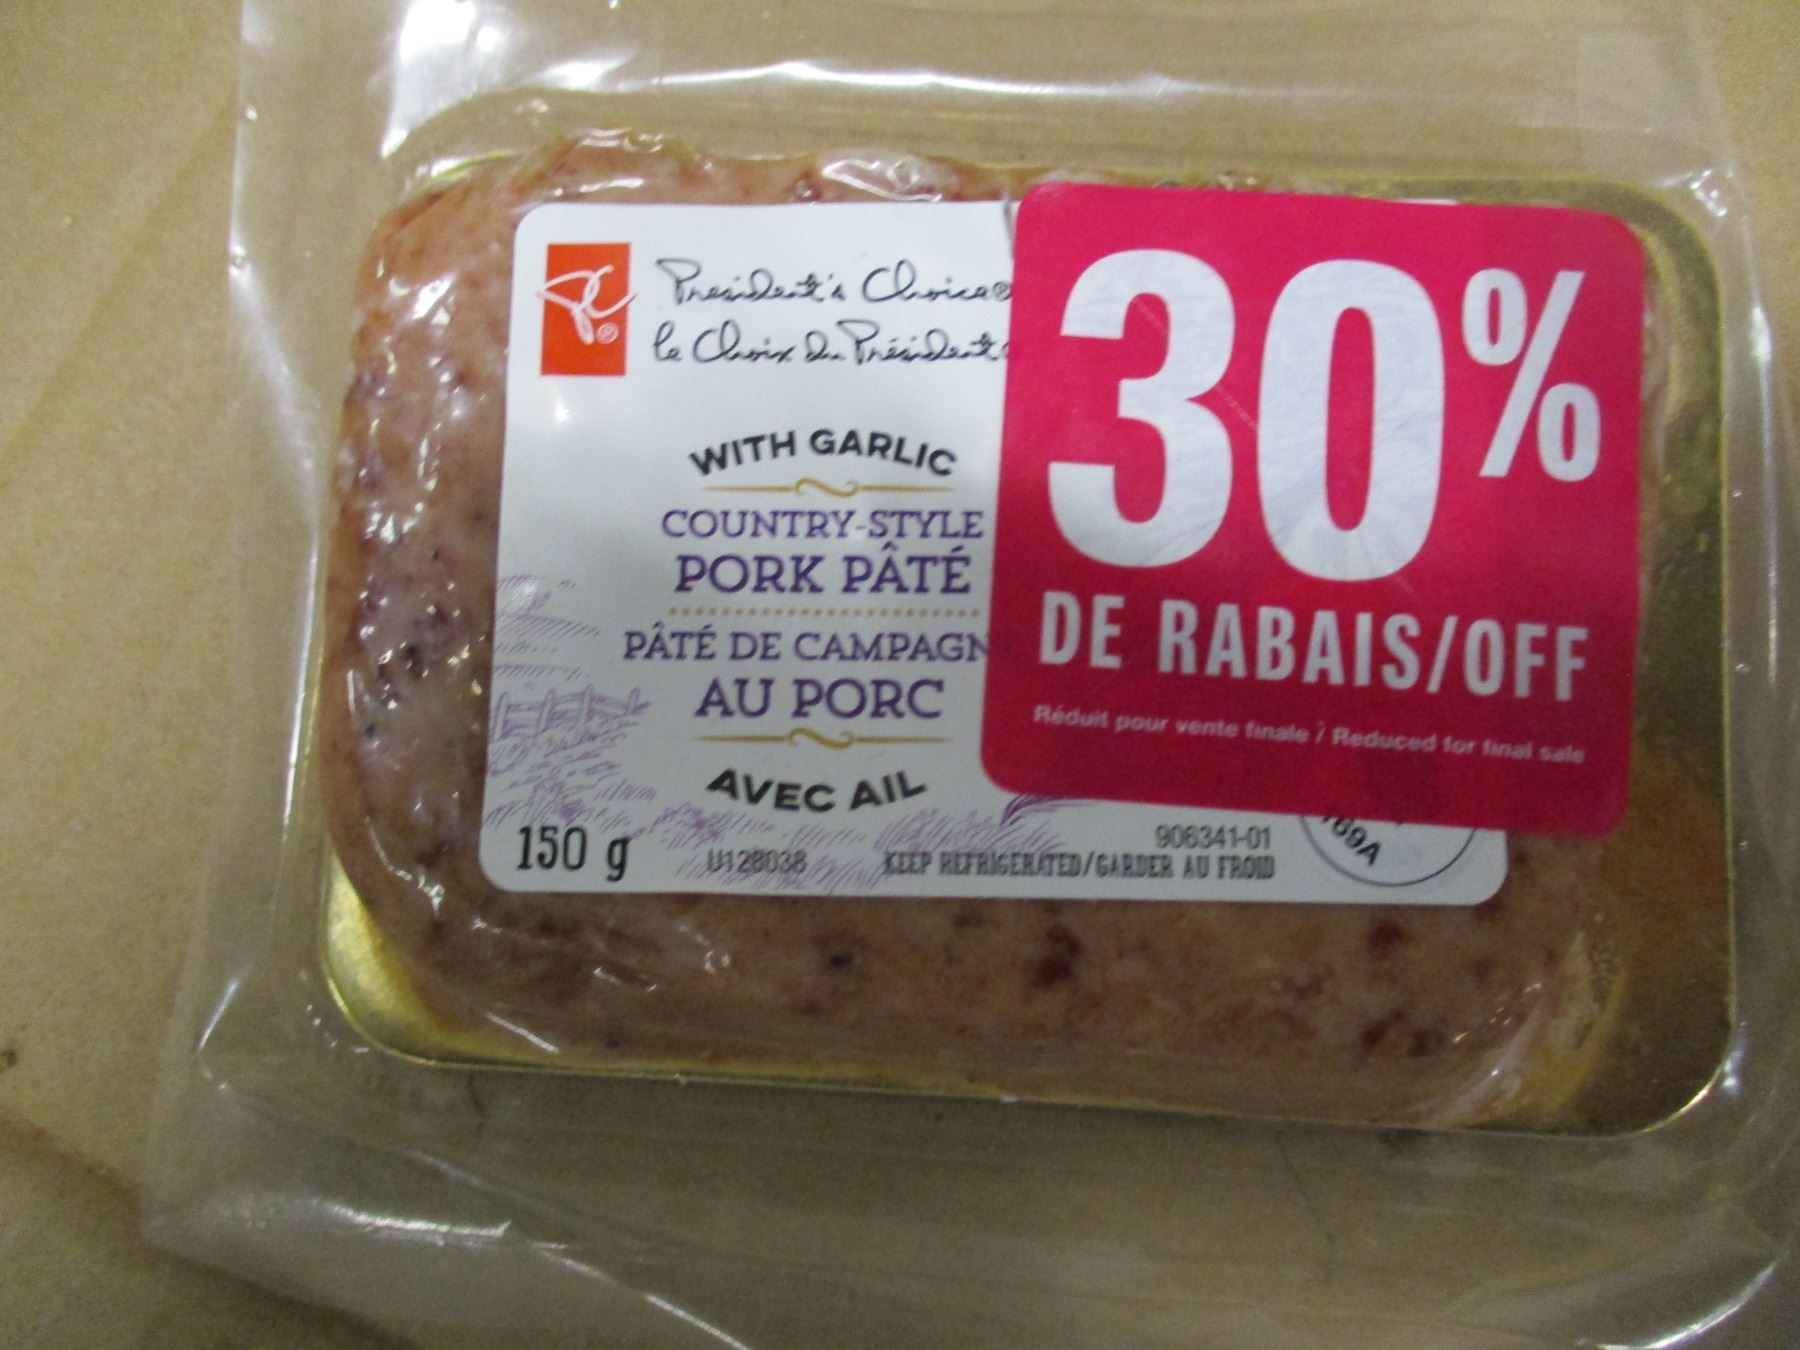 President's Choice®
le Choix du Président
WITH GARLIC
COUNTRY-STYLE
PORK PÂTÉ
PÂTÉ DE CAMPAGN
AU PORC
AVEC AIL
150 g
U128038
906341-01
KEEP REFRIGERATED/GARDER AU FROID
169A
30%
DE RABAIS/OFF
Réduit pour vente finale / Reduced for final sale